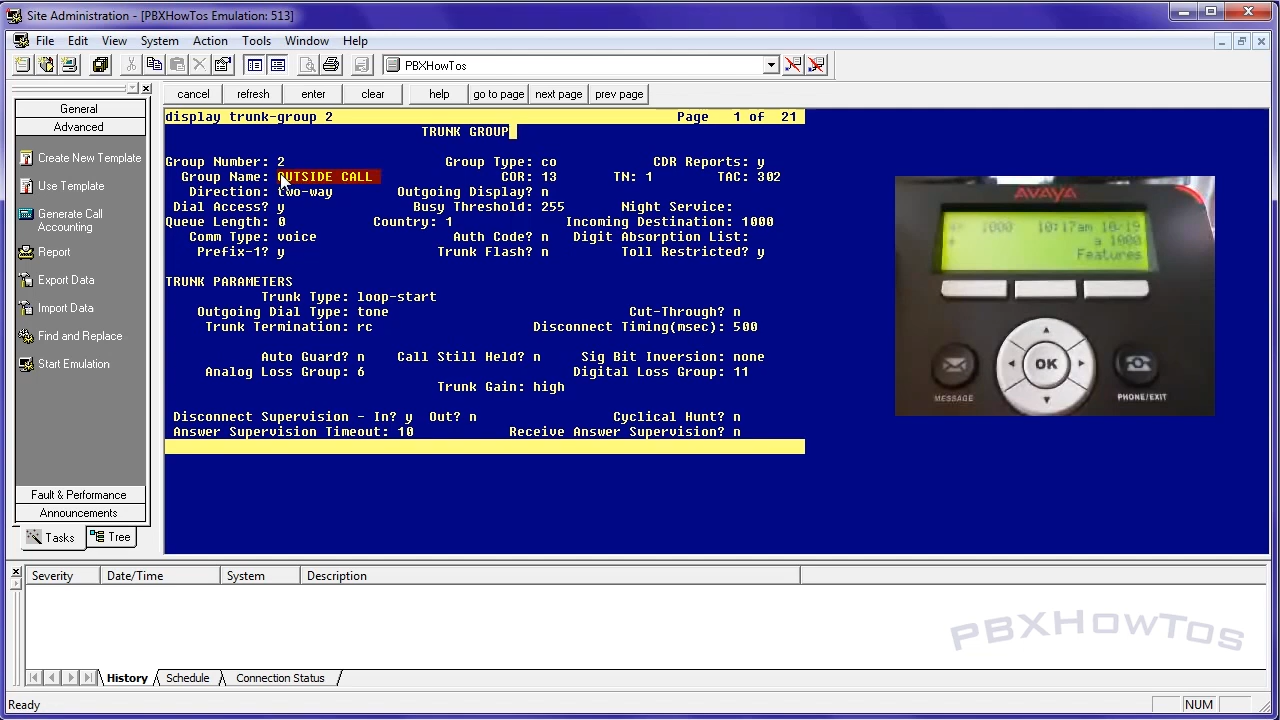 Site Administration - [PBXHowTos Emulation: 513]
File Edit View System Action Tools Window Help
PBXHowTos
General
Advanced
Create New Template
Use Template
Generate Call
Accounting
Report
Export Data
Import Data
Find and Replace
Start Emulation
Fault & Performance
Announcements
Tasks Tree
cancel refresh enter clear help go to page next page prev page
display trunk-group 2 Page 1 of 21
TRUNK GROUP
Group Number: 2 Group Type: co CDR Reports: y
Group Name: OUTSIDE CALL COR: 13 TN: 1 TAC: 302
Direction: two-way Outgoing Display? n
Dial Access? y Busy Threshold: 255 Night Service:
Queue Length: 0 Country: 1 Incoming Destination: 1000
Comm Type: voice Auth Code? n Digit Absorption List:
Prefix-1? y Trunk Flash? n Toll Restricted? y
TRUNK PARAMETERS
Trunk Type: loop-start
Outgoing Dial Type: tone Cut-Through? n
Trunk Termination: rc Disconnect Timing(msec): 500
Auto Guard? n Call Still Held? n Sig Bit Inversion: none
Analog Loss Group: 6 Digital Loss Group: 11
Trunk Gain: high
Disconnect Supervision - In? y Out? n Cyclical Hunt? n
Answer Supervision Timeout: 10 Receive Answer Supervision? n
AVAYA
1000 10:17am 10/19
a 1000
Features
OK
MESSAGE PHONE/EXIT
Severity Date/Time System Description
PBXHowTos
History Schedule Connection Status
Ready NUM